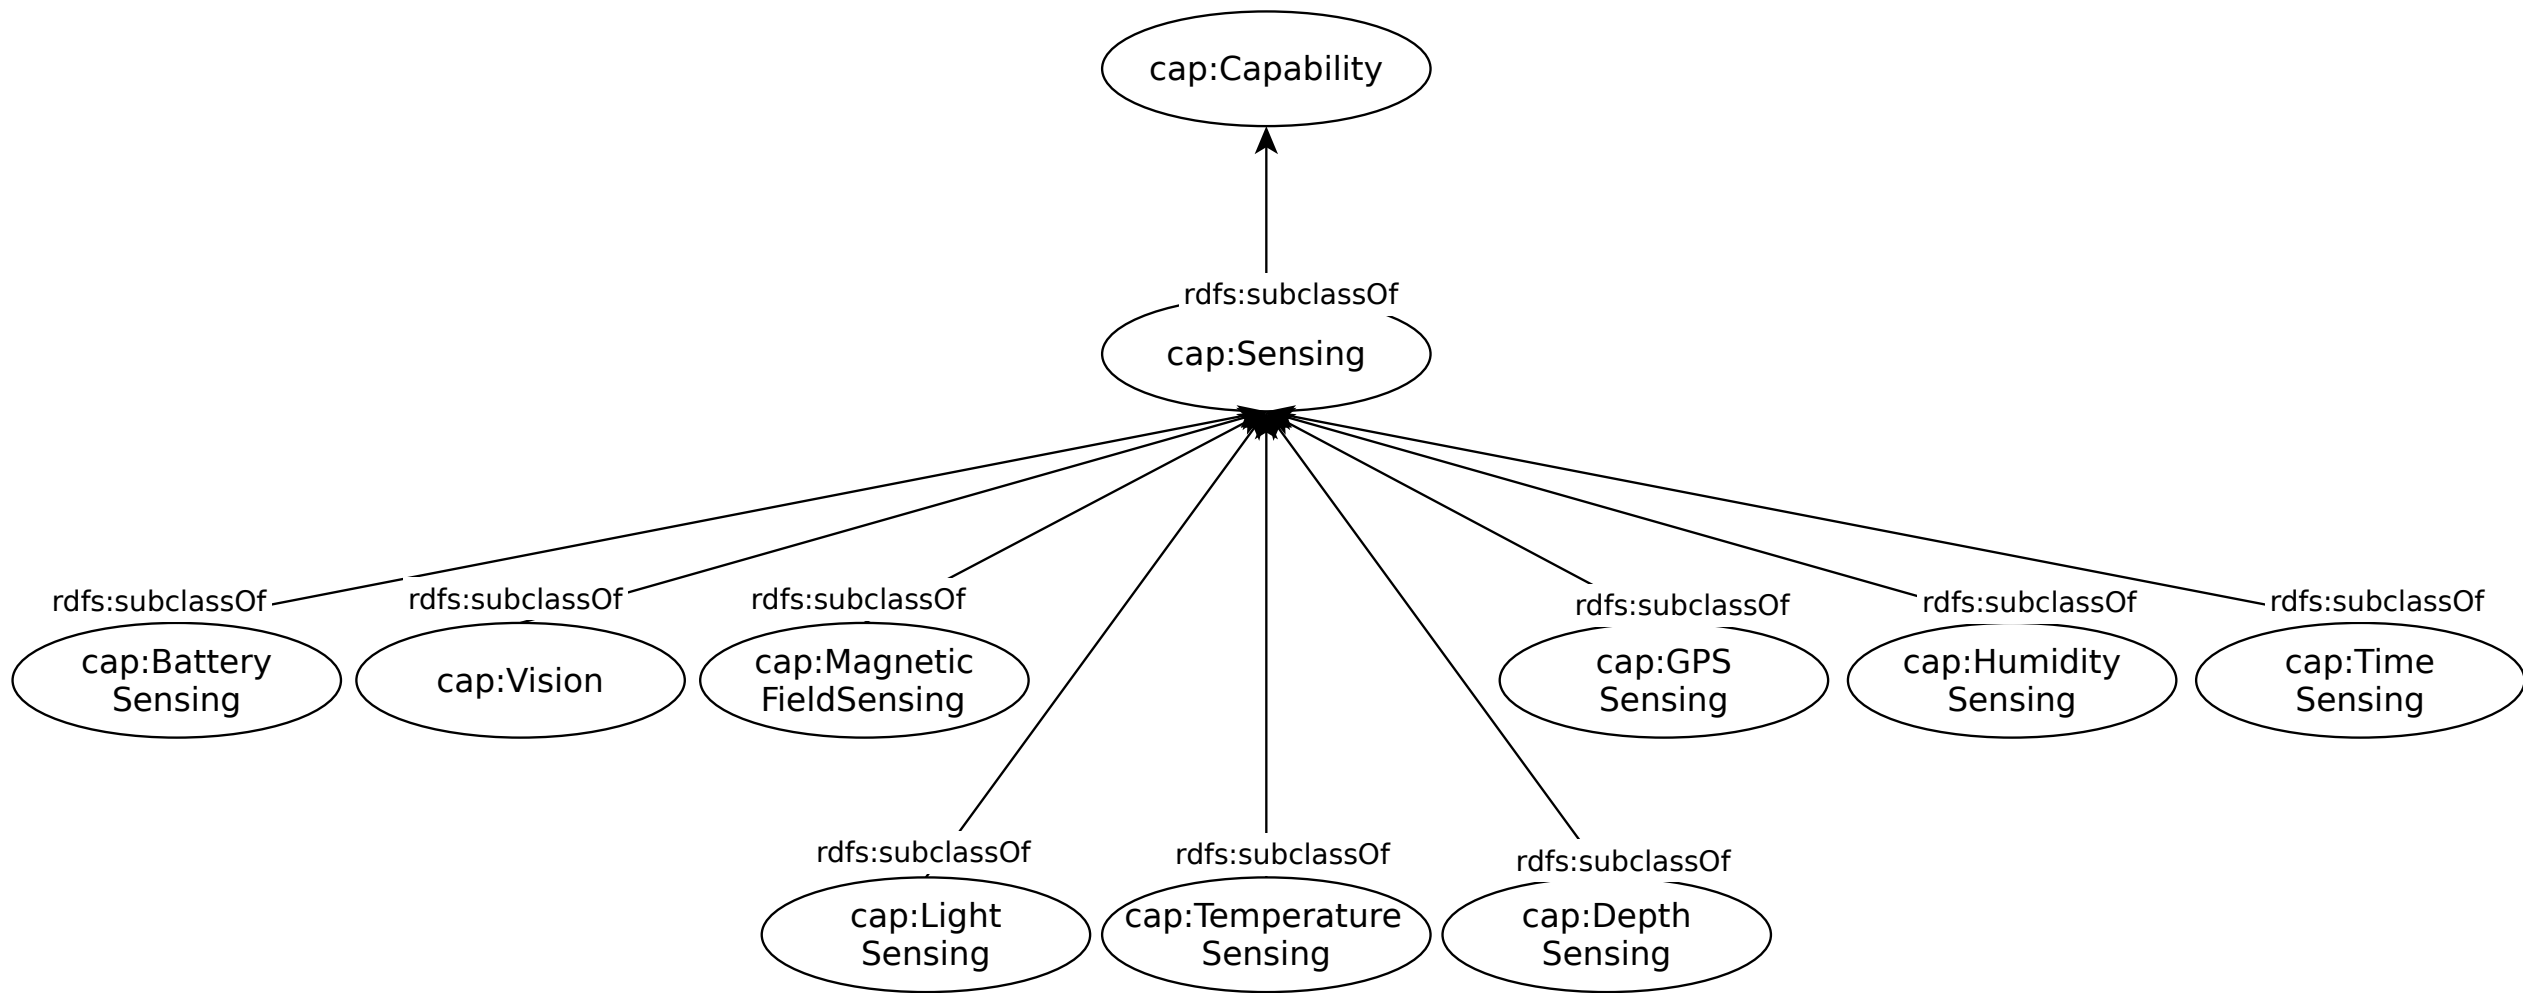 cap:Capability
rdfs:subclassOf
cap:Sensing
rdfs:subclassOf
rdfs:subclassOf
rdfs:subclassOf
rdfs:subclassOf
rdfs:subclassOf
rdfs:subclassOf
cap:Battery
Sensing
cap:Vision
cap:Magnetic
FieldSensing
cap:GPS
Sensing
cap:Humidity
Sensing
cap:Time
Sensing
rdfs:subclassOf
rdfs:subclassOf
rdfs:subclassOf
cap:Light
Sensing
cap:Temperature
Sensing
cap:Depth
Sensing